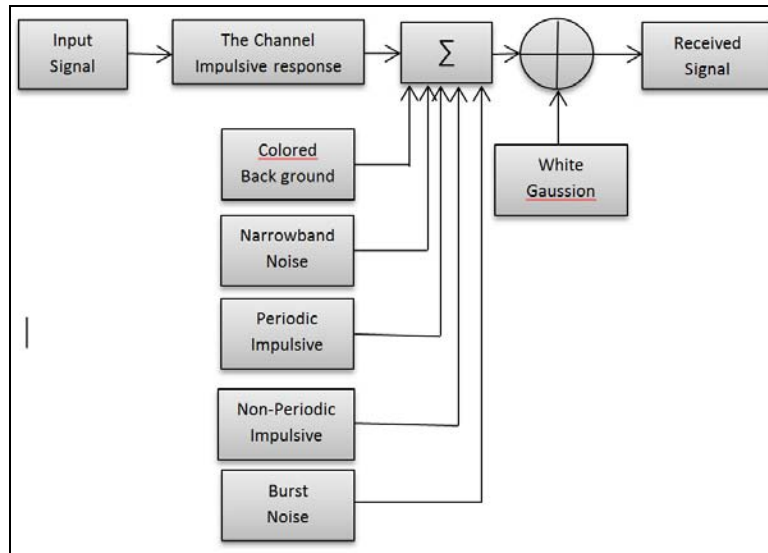 Input
Signal
The Channel
Impulsive response
Σ
Received
Signal
Colored
Back ground
White
Gaussion
Narrowband
Noise
Periodic
Impulsive
Non-Periodic
Impulsive
Burst
Noise